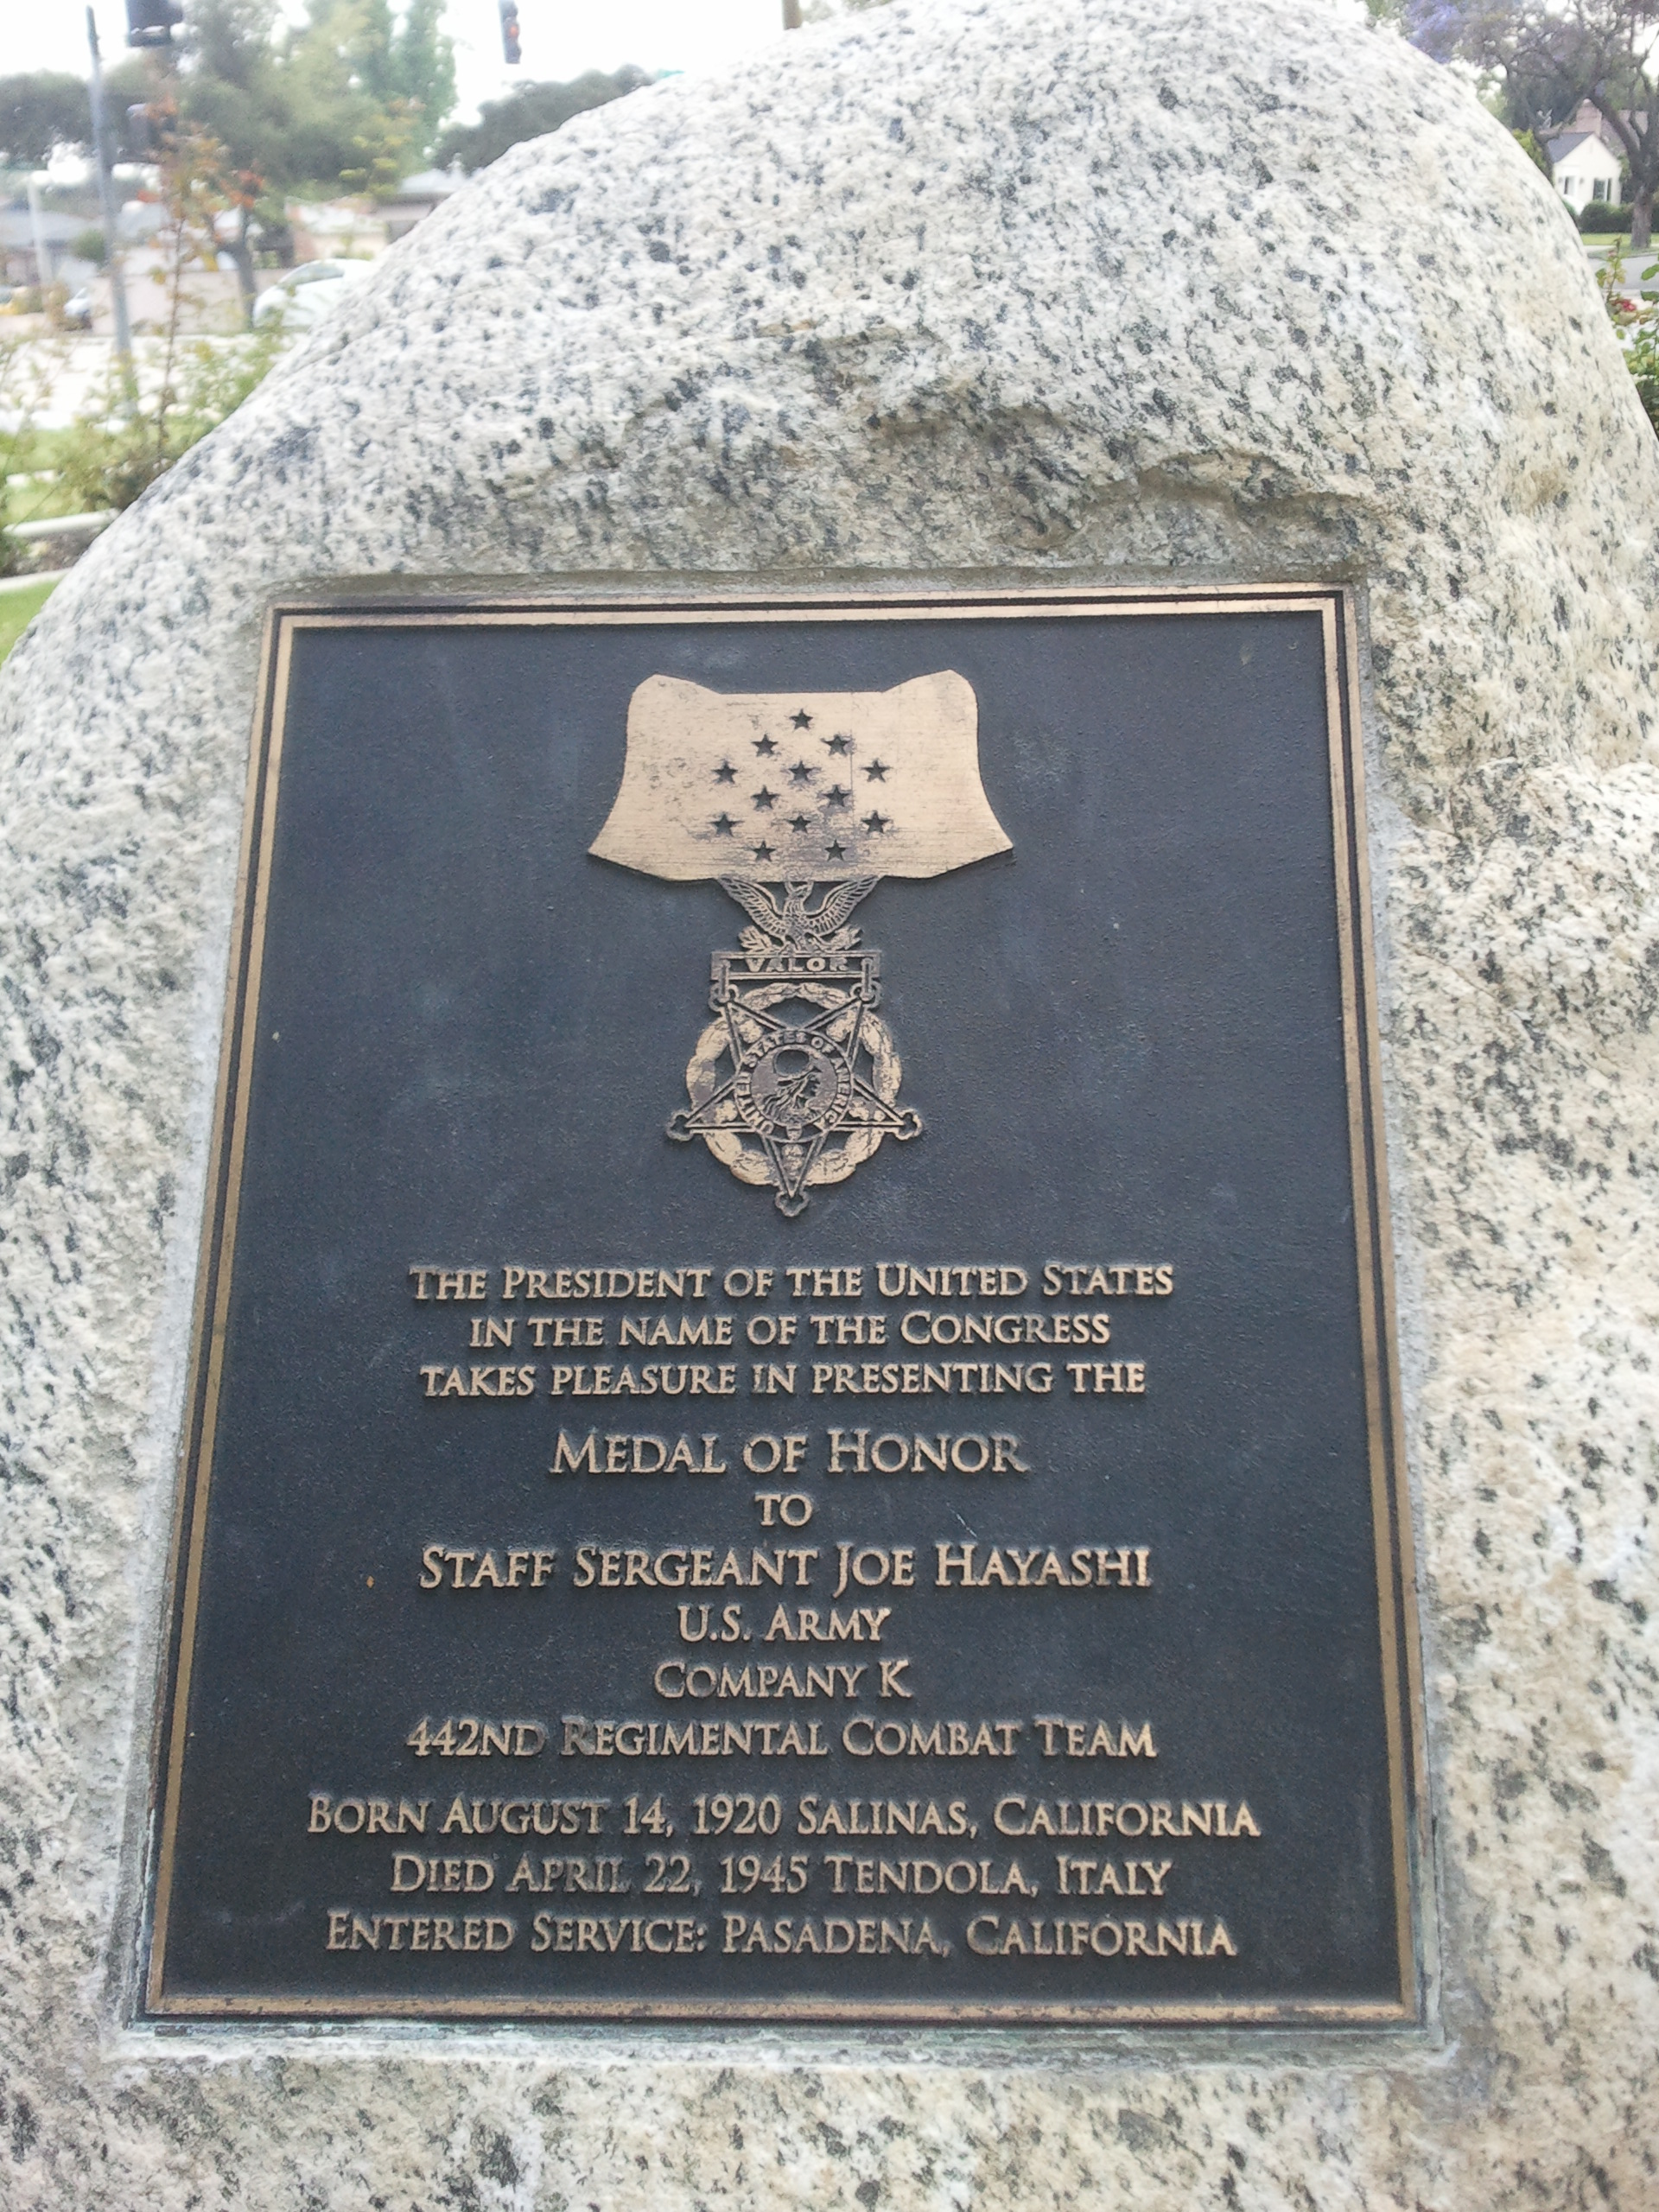 VALOR
UNITED STATES OF AMERICA
THE PRESIDENT OF THE UNITED STATES
IN THE NAME OF THE CONGRESS
TAKES PLEASURE IN PRESENTING THE
MEDAL OF HONOR
TO
STAFF SERGEANT JOE HAYASHI
U.S. ARMY
COMPANY K
442ND REGIMENTAL COMBAT TEAM
BORN AUGUST 14, 1920 SALINAS, CALIFORNIA
DIED APRIL 22, 1945 TENDOLA, ITALY
ENTERED SERVICE: PASADENA, CALIFORNIA